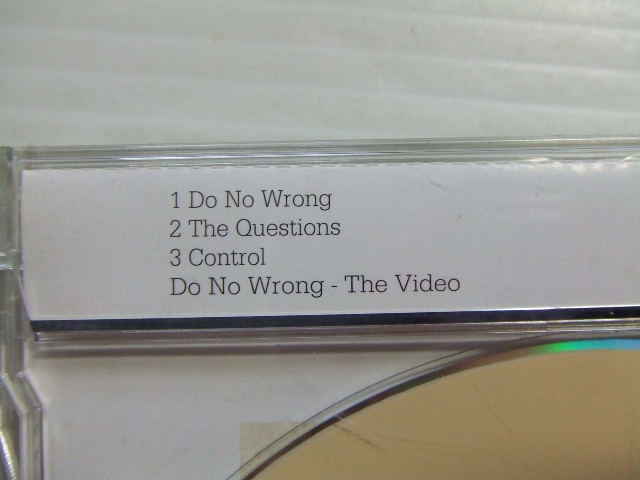 1 Do No Wrong
2 The Questions
3 Control
Do No Wrong - The Video